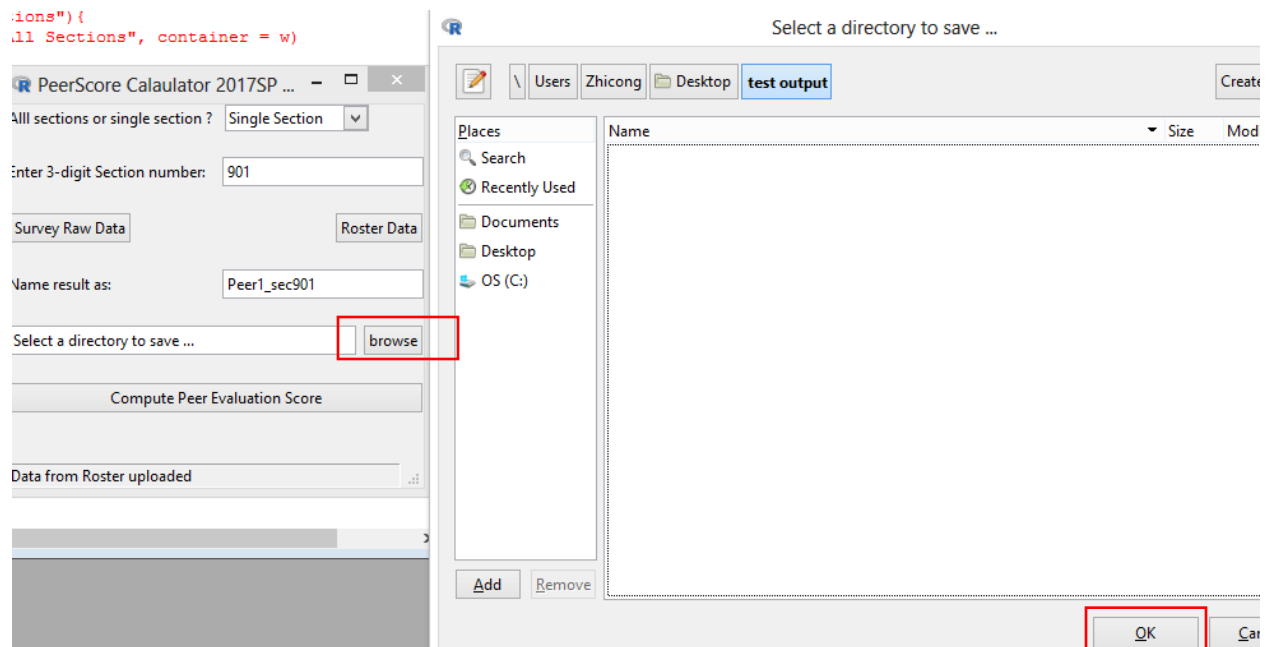 ions"){
ll Sections", container = w)
PeerScore Calaulator 2017SP ...
Alll sections or single section ? Single Section
Enter 3-digit Section number: 901
Survey Raw Data Roster Data
Name result as: Peer1_sec901
Select a directory to save ... browse
Compute Peer Evaluation Score
Data from Roster uploaded
Select a directory to save ...
\ Users Zhicong Desktop test output Create
Places Name Size Mod
Search
Recently Used
Documents
Desktop
OS (C:)
Add Remove
OK Car